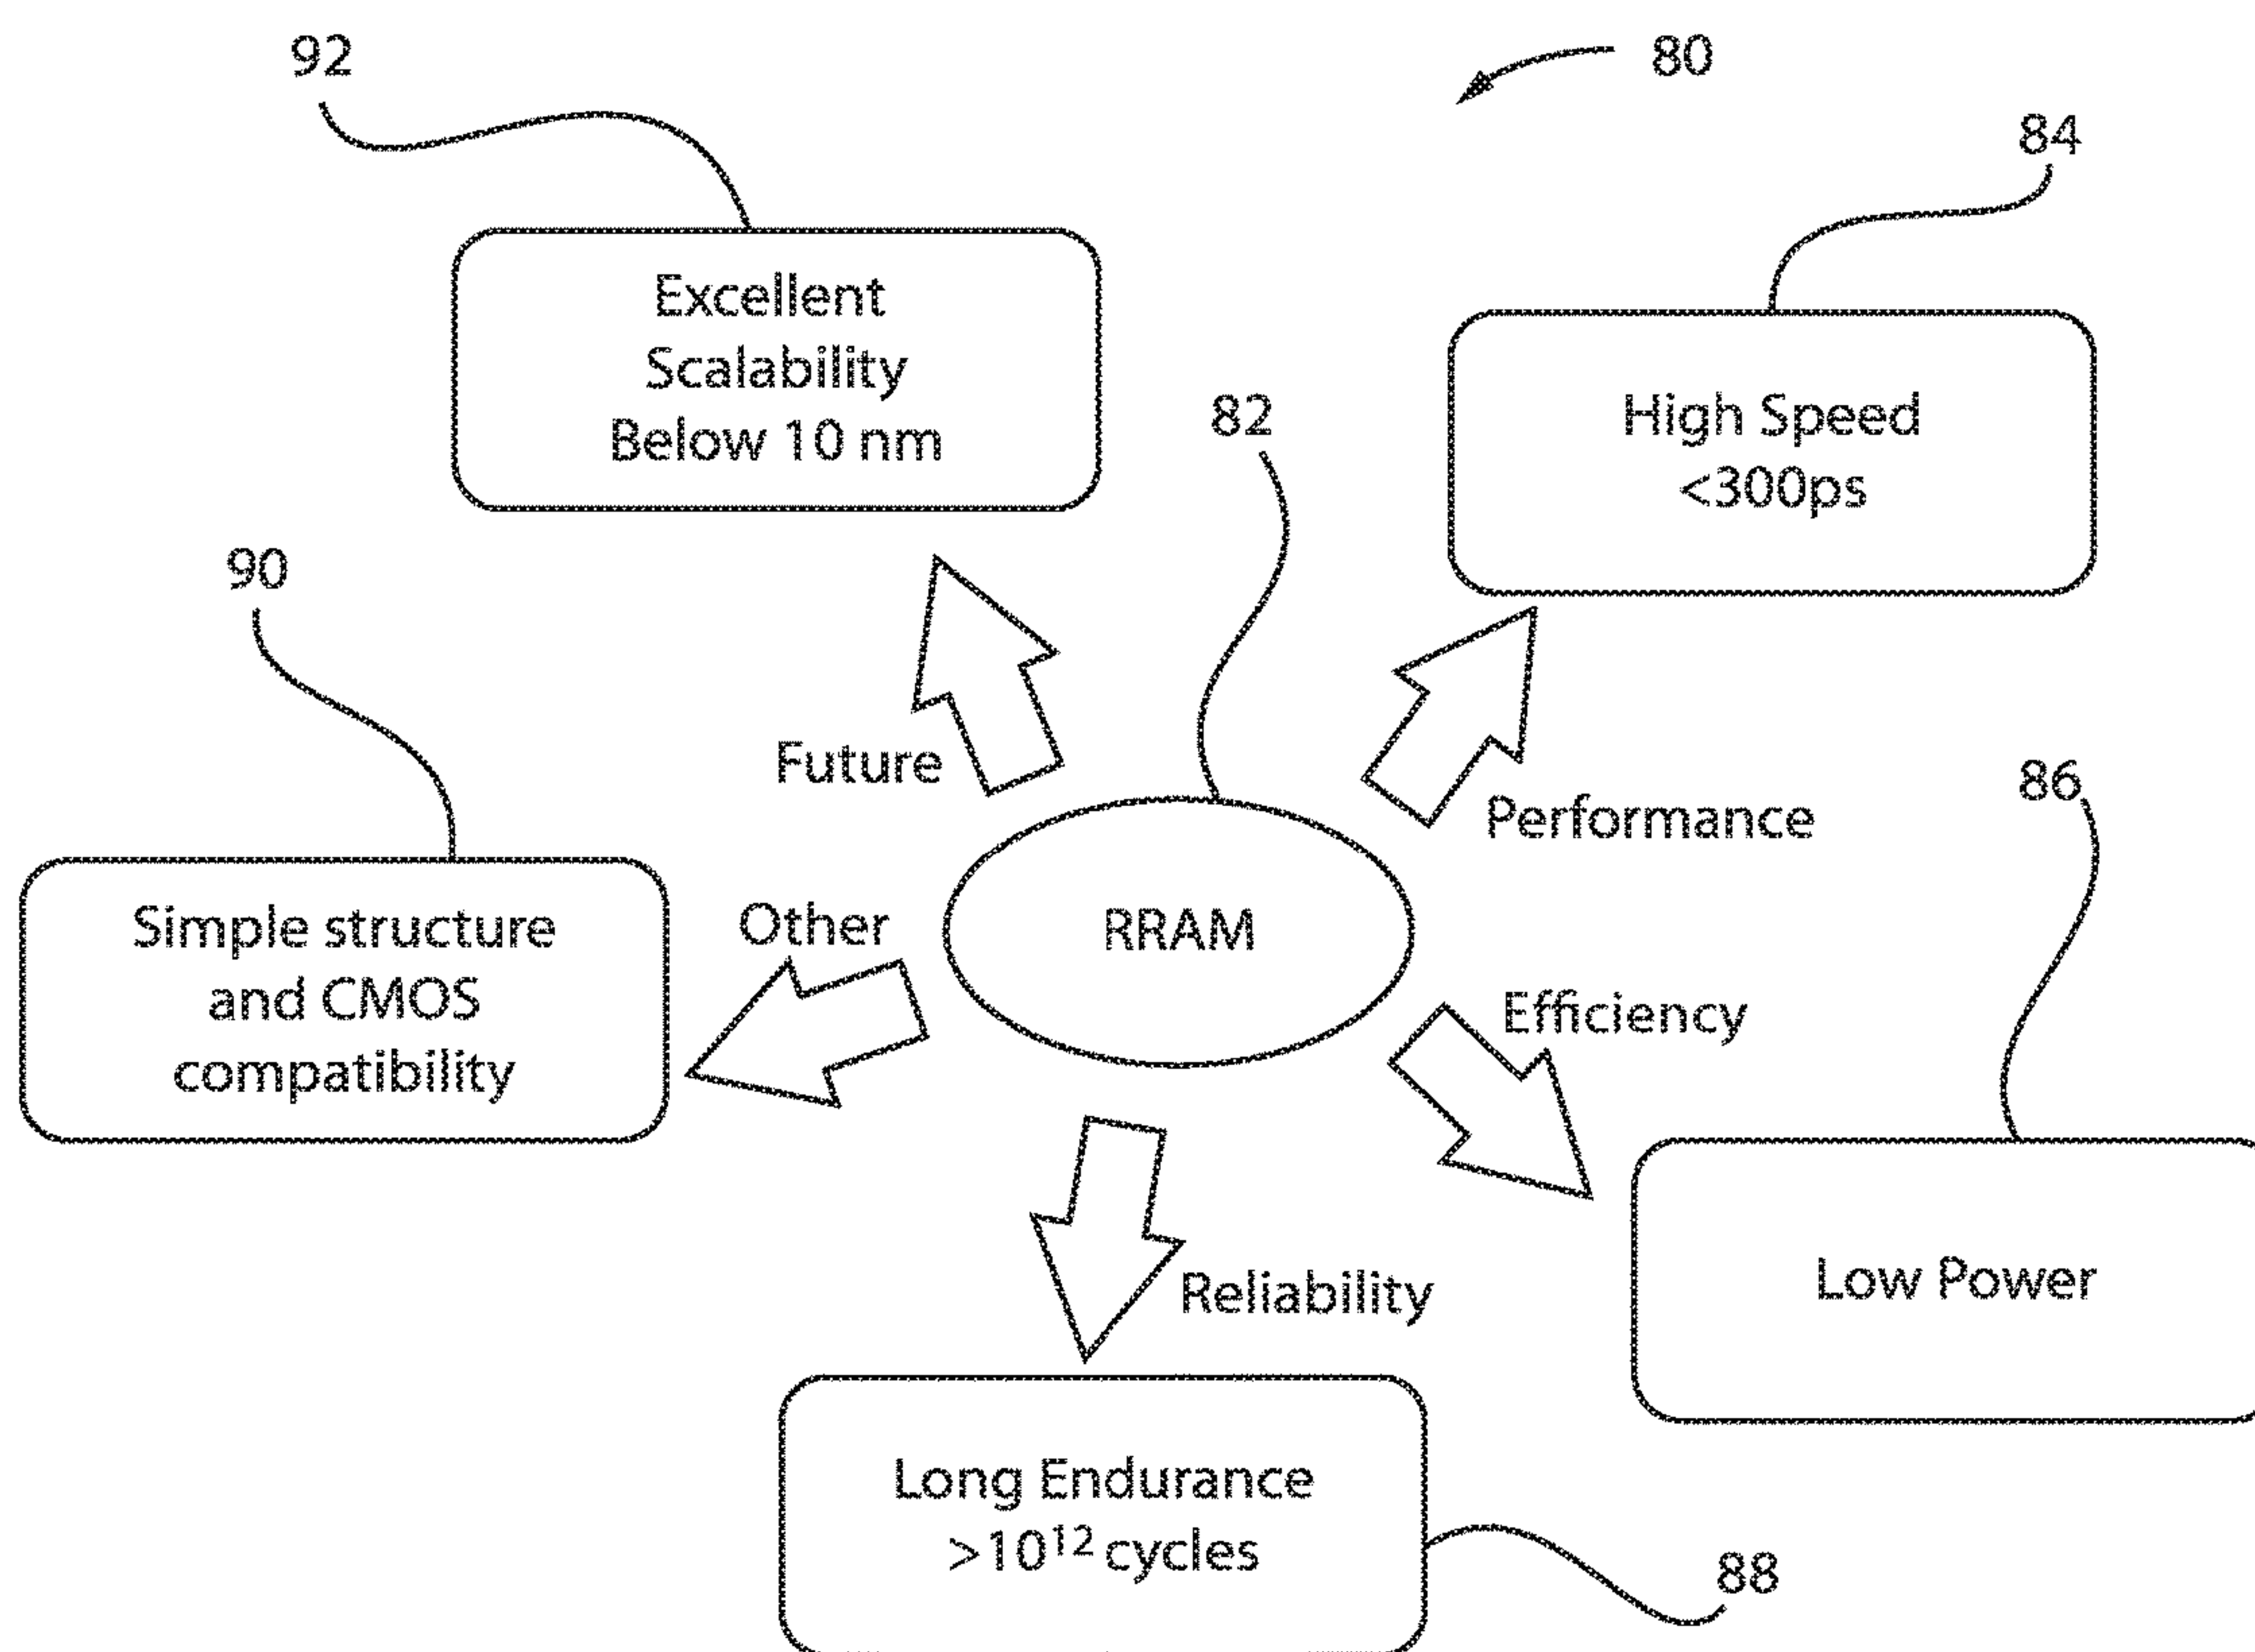 92
80
84
Excellent
Scalability
Below 10 nm
82
High Speed
<300ps
90
Future
Performance
86
Simple structure
and CMOS
compatibility
Other
RRAM
Efficiency
Low Power
Reliability
Long Endurance
>10¹² cycles
88